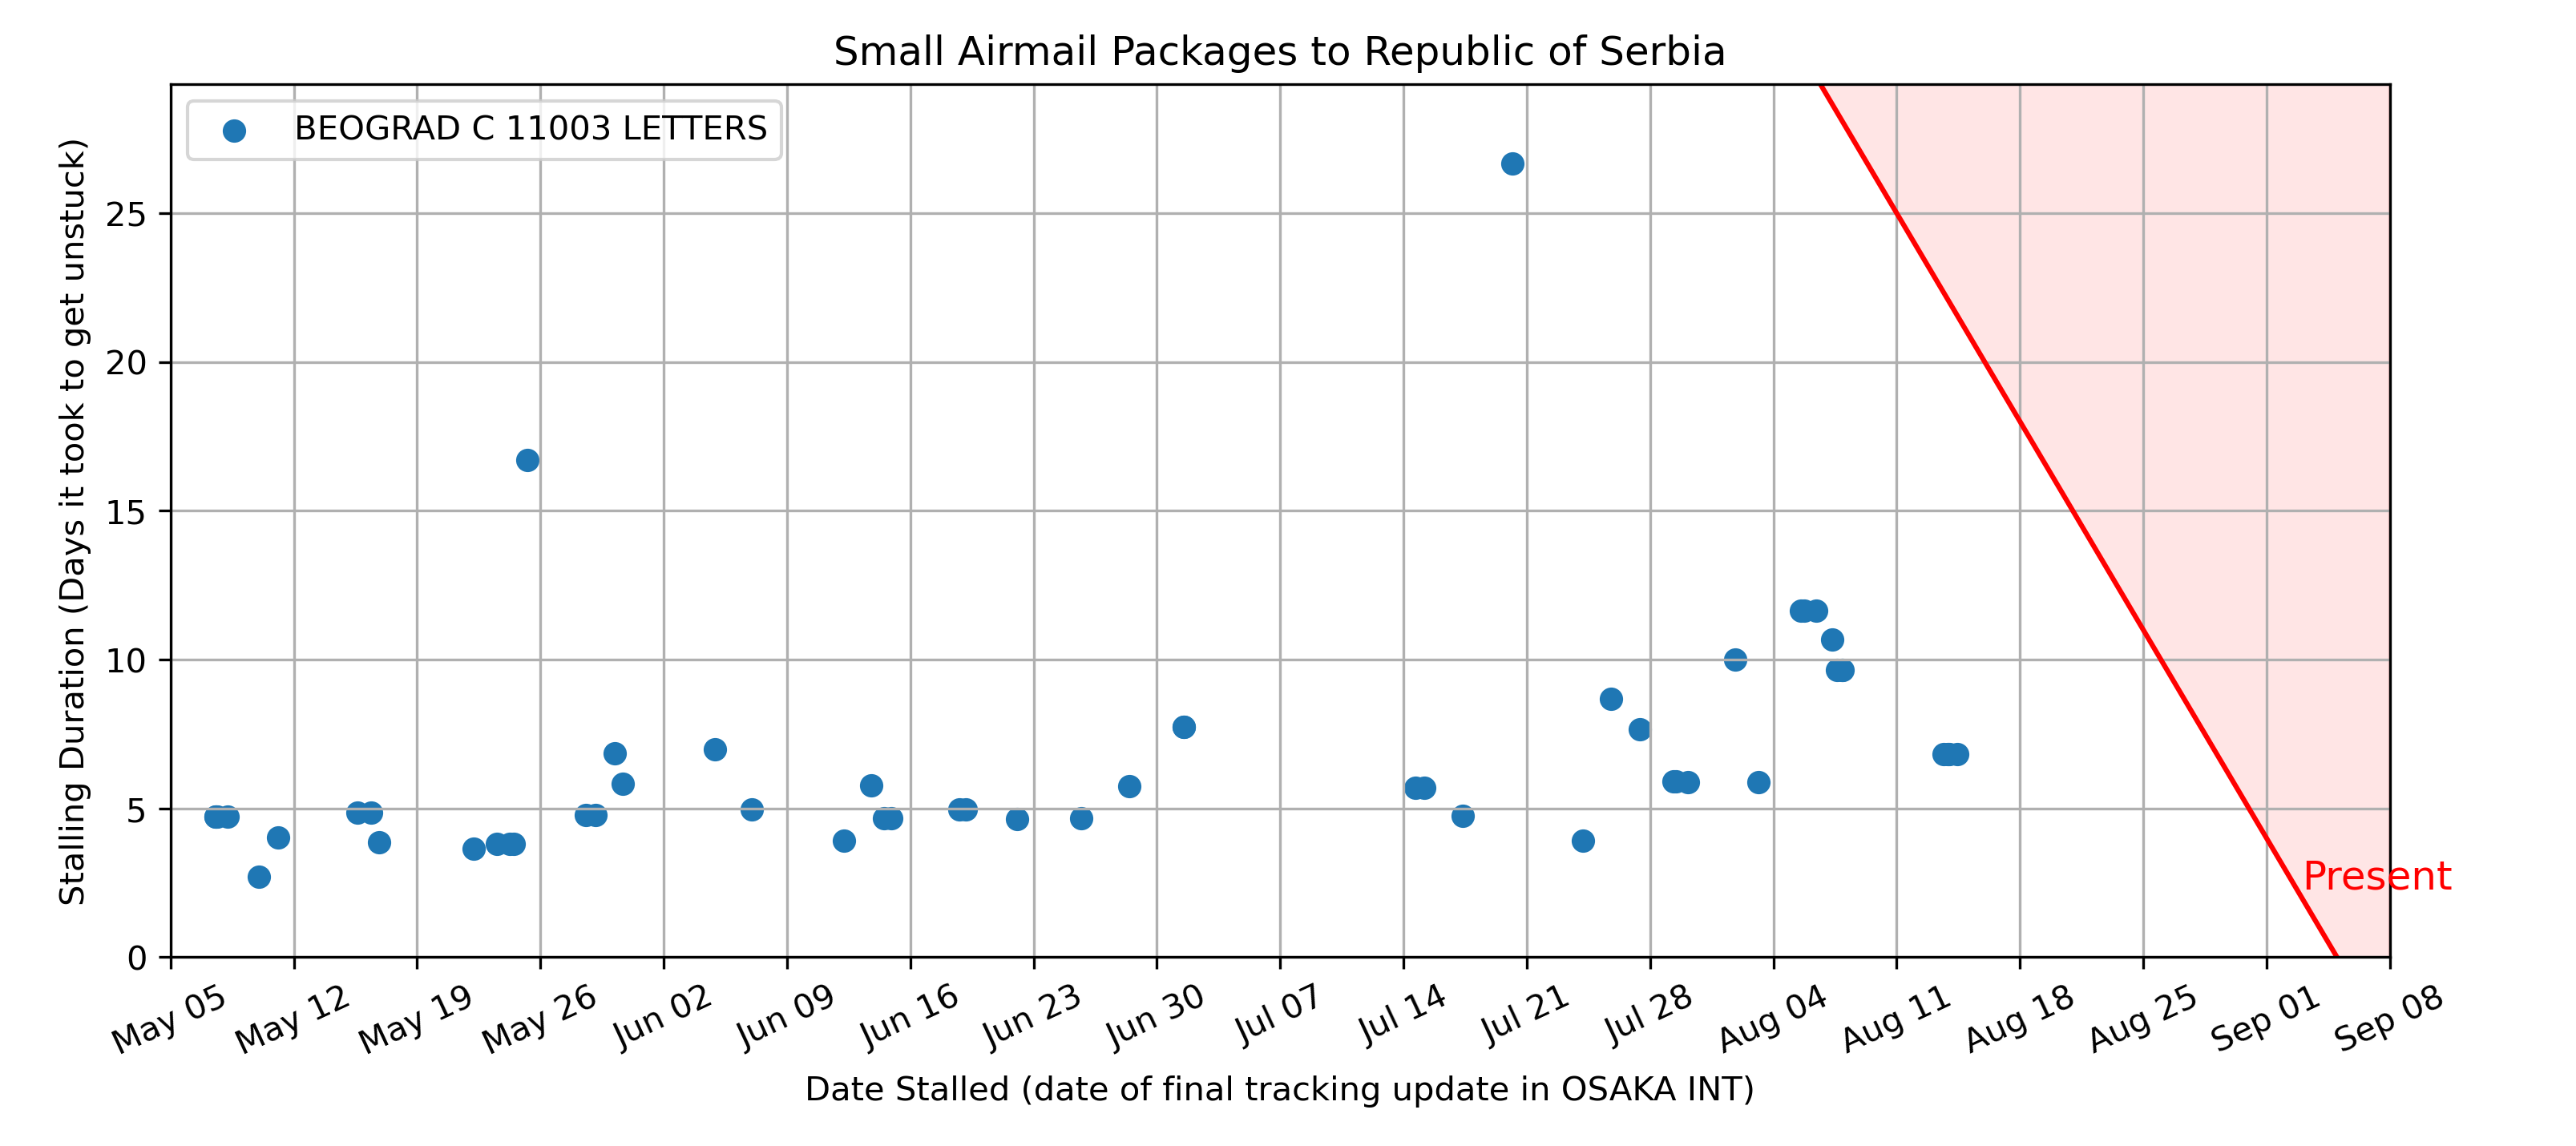 Small Airmail Packages to Republic of Serbia
BEOGRAD C 11003 LETTERS
Stalling Duration (Days it took to get unstuck)
25
20
15
10
5
0
Present
May 05
May 12
May 19
May 26
Jun 02
Jun 09
Jun 16
Jun 23
Jun 30
Jul 07
Jul 14
Jul 21
Jul 28
Aug 04
Aug 11
Aug 18
Aug 25
Sep 01
Sep 08
Date Stalled (date of final tracking update in OSAKA INT)